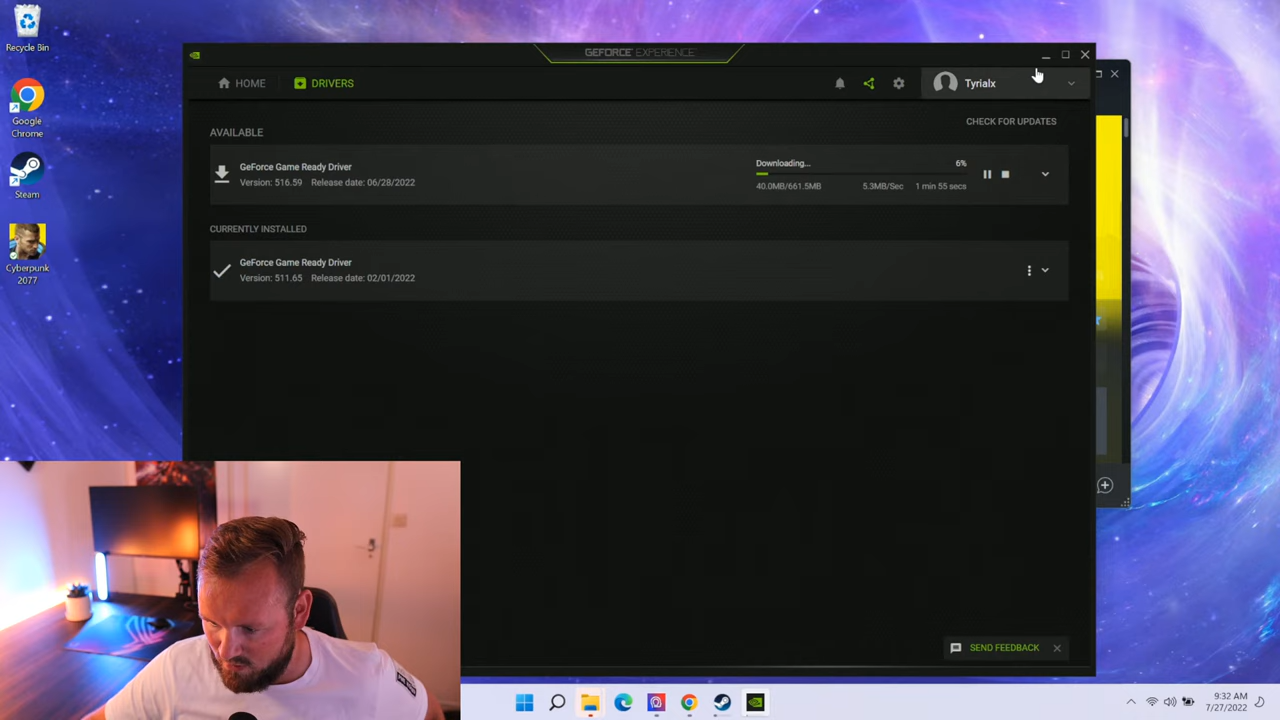 Recycle Bin
Google
Chrome
Steam
Cyberpunk
2077
GEFORCE EXPERIENCE
HOME
DRIVERS
Tyrialx
CHECK FOR UPDATES
AVAILABLE
GeForce Game Ready Driver
Version: 516.59 Release date: 06/28/2022
Downloading... 6%
40.0MB/661.5MB 5.3MB/Sec 1 min 55 secs
CURRENTLY INSTALLED
GeForce Game Ready Driver
Version: 511.65 Release date: 02/01/2022
SEND FEEDBACK
9:32 AM
7/27/2022